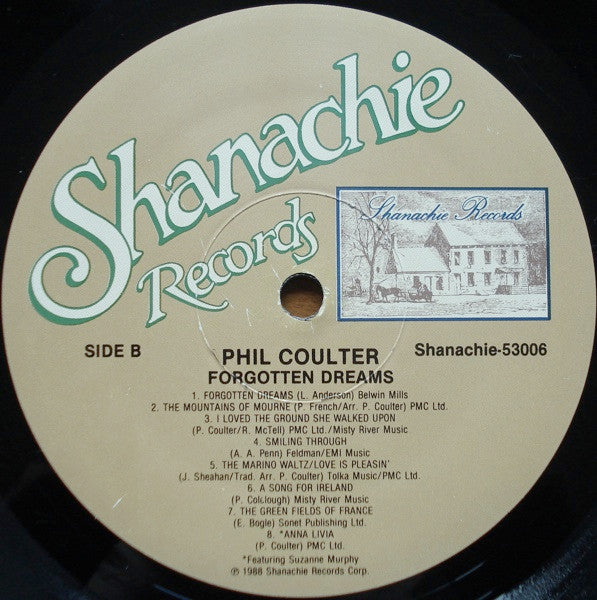 Shanachie
Records
Shanachie Records
SIDE B
PHIL COULTER
Shanachie-53006
FORGOTTEN DREAMS
1. FORGOTTEN DREAMS (L. Anderson) Belwin Mills
2. THE MOUNTAINS OF MOURNE (P. French/Arr. P. Coulter) PMC Ltd.
3. I LOVED THE GROUND SHE WALKED UPON
(P. Coulter/R. McTell) PMC Ltd./Misty River Music
4. SMILING THROUGH
(A. A. Penn) Feldman/EMI Music
5. THE MARINO WALTZ/LOVE IS PLEASIN'
(J. Sheahan/Trad. Arr. P. Coulter) Tolka Music/PMC Ltd.
6. A SONG FOR IRELAND
(P. Colclough) Misty River Music
7. THE GREEN FIELDS OF FRANCE
(E. Bogle) Sonet Publishing Ltd.
8. *ANNA LIVIA
(P. Coulter) PMC Ltd.
*Featuring Suzanne Murphy
℗ 1988 Shanachie Records Corp.